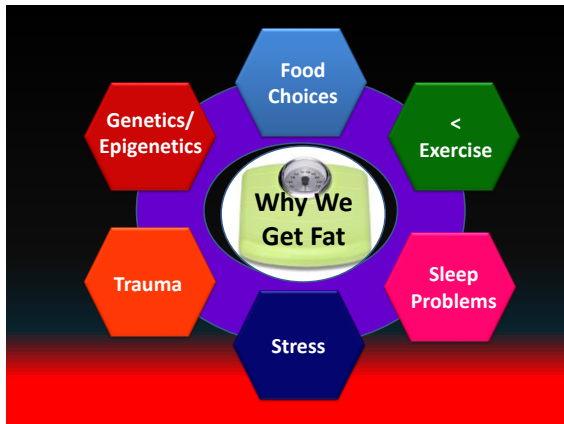 Food
Choices
Genetics/
Epigenetics
<
Exercise
Why We
Get Fat
Trauma
Sleep
Problems
Stress